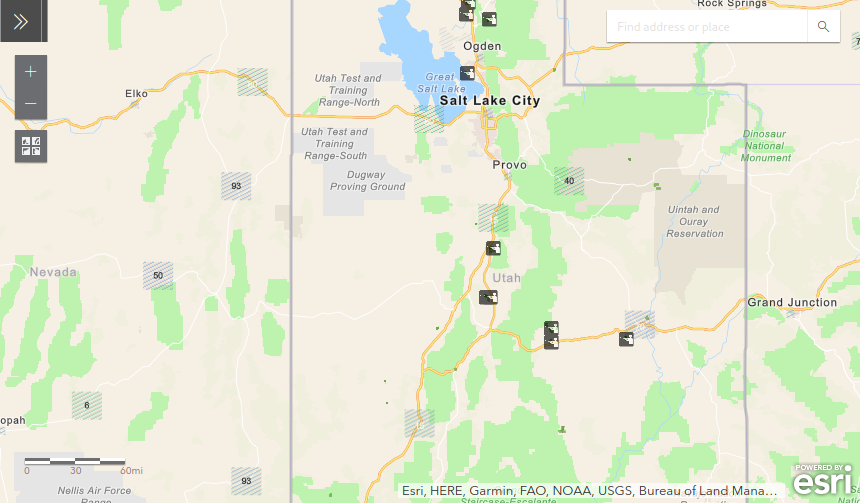 Rock Springs
Find address or place
Ogden
Great
Salt Lake
Utah Test and
Training
Range-North
Elko
Salt Lake City
Utah Test and
Training
Range-South
Dinosaur
National
Monument
Provo
Dugway
Proving Ground
93
40
Uintah and
Ouray
Reservation
Nevada
50
Utah
Grand Junction
6
opah
0 30 60mi
93
Nellis Air Force
Range
Staircase-Escalante
Esri, HERE, Garmin, FAO, NOAA, USGS, Bureau of Land Mana...
POWERED BY
esri